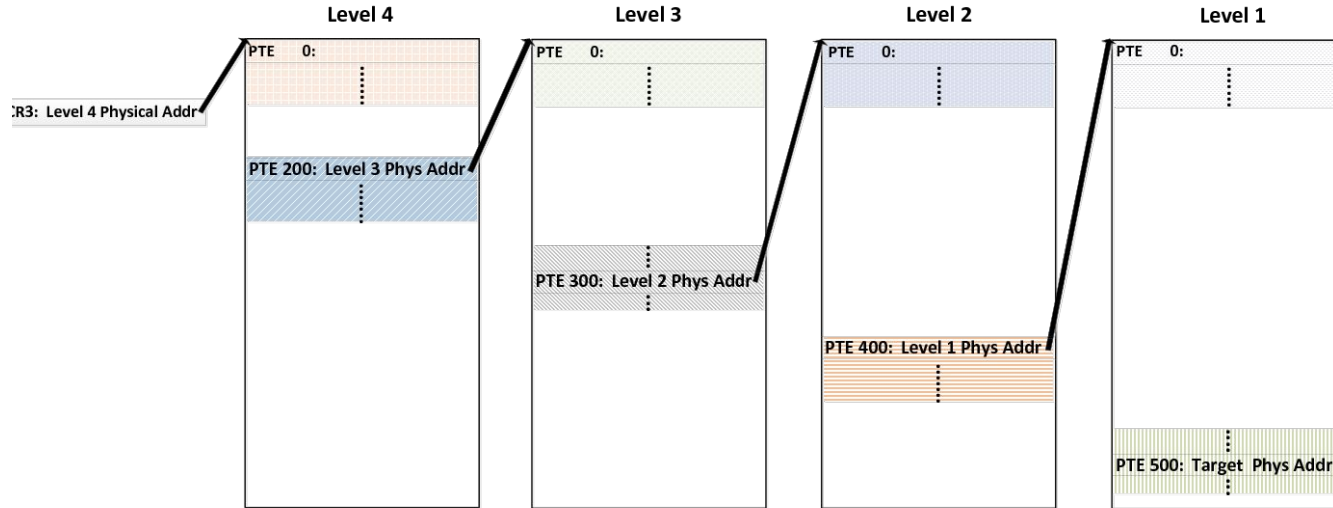 Level 4
Level 3
Level 2
Level 1
PTE 0:
PTE 0:
PTE 0:
PTE 0:
CR3: Level 4 Physical Addr
PTE 200: Level 3 Phys Addr
PTE 300: Level 2 Phys Addr
PTE 400: Level 1 Phys Addr
PTE 500: Target Phys Addr